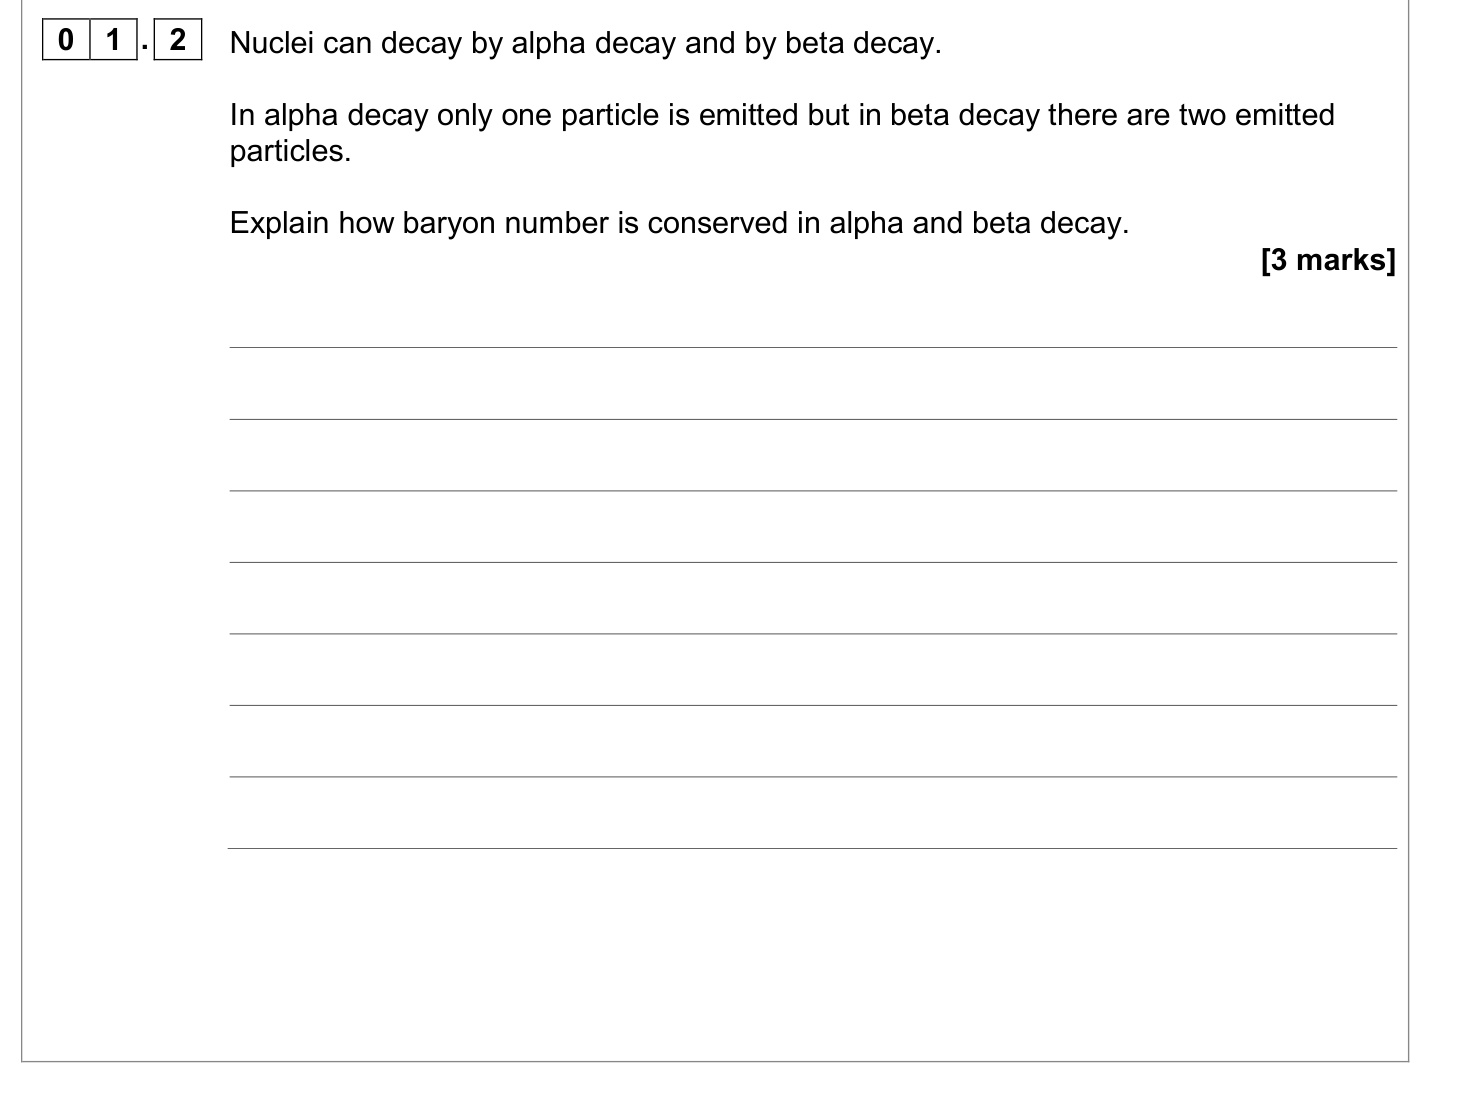 01.2 Nuclei can decay by alpha decay and by beta decay.
In alpha decay only one particle is emitted but in beta decay there are two emitted
particles.
Explain how baryon number is conserved in alpha and beta decay.
[3 marks]